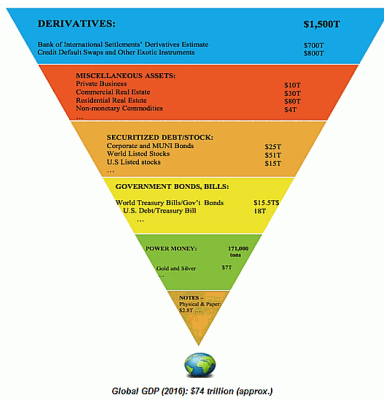 DERIVATIVES: $1,500T
Bank of International Settlements' Derivatives Estimate $700T
Credit Default Swaps and Other Exotic Instruments $800T
MISCELLANEOUS ASSETS:
Private Business $10T
Commercial Real Estate $30T
Residential Real Estate $80T
Non-monetary Commodities $4T
...
SECURITIZED DEBT/STOCK:
Corporate and MUNI Bonds $25T
World Listed Stocks $51T
U.S Listed stocks $15T
...
GOVERNMENT BONDS, BILLS:
World Treasury Bills/Gov't Bonds $15.5T$
U.S. Debt/Treasury Bill 18T
...
POWER MONEY: 171,000
tons
Gold and Silver $7T
...
NOTES –
Physical & Paper
$2.8T ...
Global GDP (2016): $74 trillion (approx.)